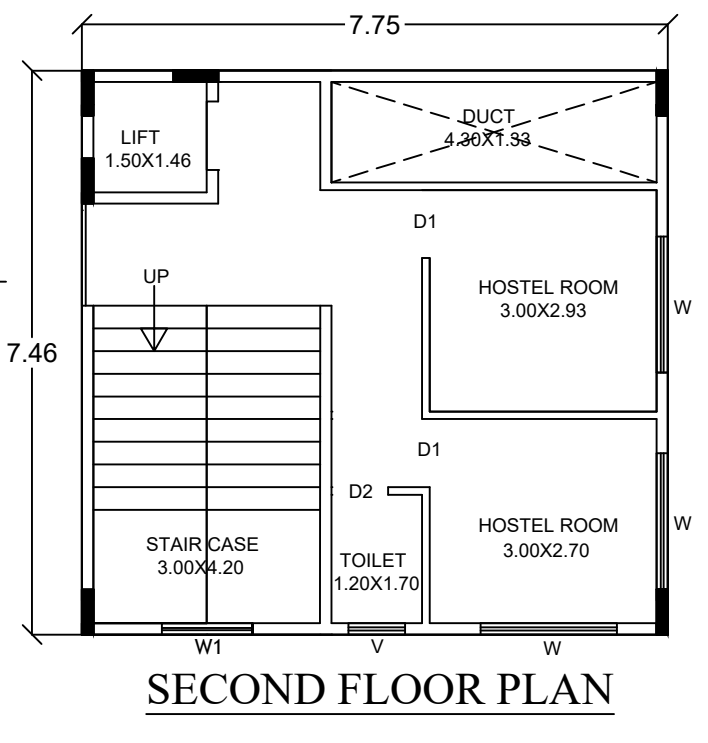 7.75
DUCT
4.30X1.33
LIFT
1.50X1.46
D1
UP
HOSTEL ROOM
3.00X2.93
W
7.46
D1
D2
HOSTEL ROOM
3.00X2.70
W
STAIR CASE
3.00X4.20
TOILET
1.20X1.70
W1
V
W
SECOND FLOOR PLAN